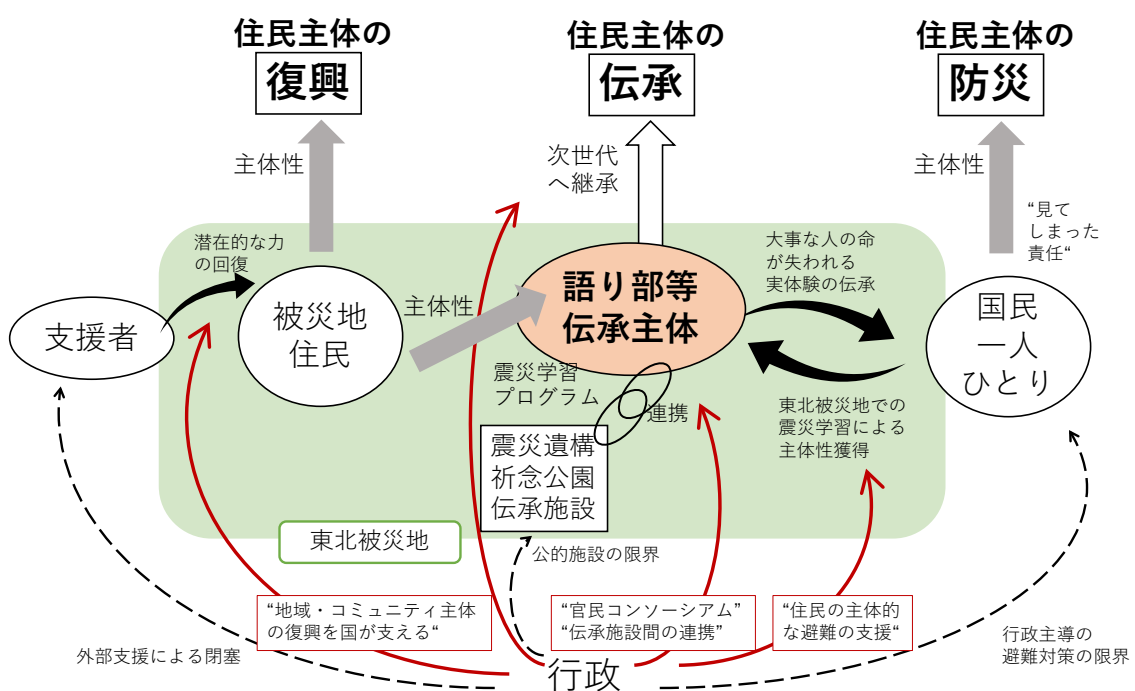 住民主体の
復興
住民主体の
伝承
住民主体の
防災
主体性
次世代
へ継承
主体性
“見て
しまった
責任“
潜在的な力
の回復
大事な人の命
が失われる
実体験の伝承
支援者
被災地
住民
主体性
語り部等
伝承主体
国民
一人
ひとり
震災学習
プログラム
連携
東北被災地での
震災学習による
主体性獲得
震災遺構
祈念公園
伝承施設
東北被災地
公的施設の限界
“地域・コミュニティ主体
の復興を国が支える“
“官民コンソーシアム”
“伝承施設間の連携”
“住民の主体的
な避難の支援“
外部支援による閉塞
行政主導の
避難対策の限界
行政